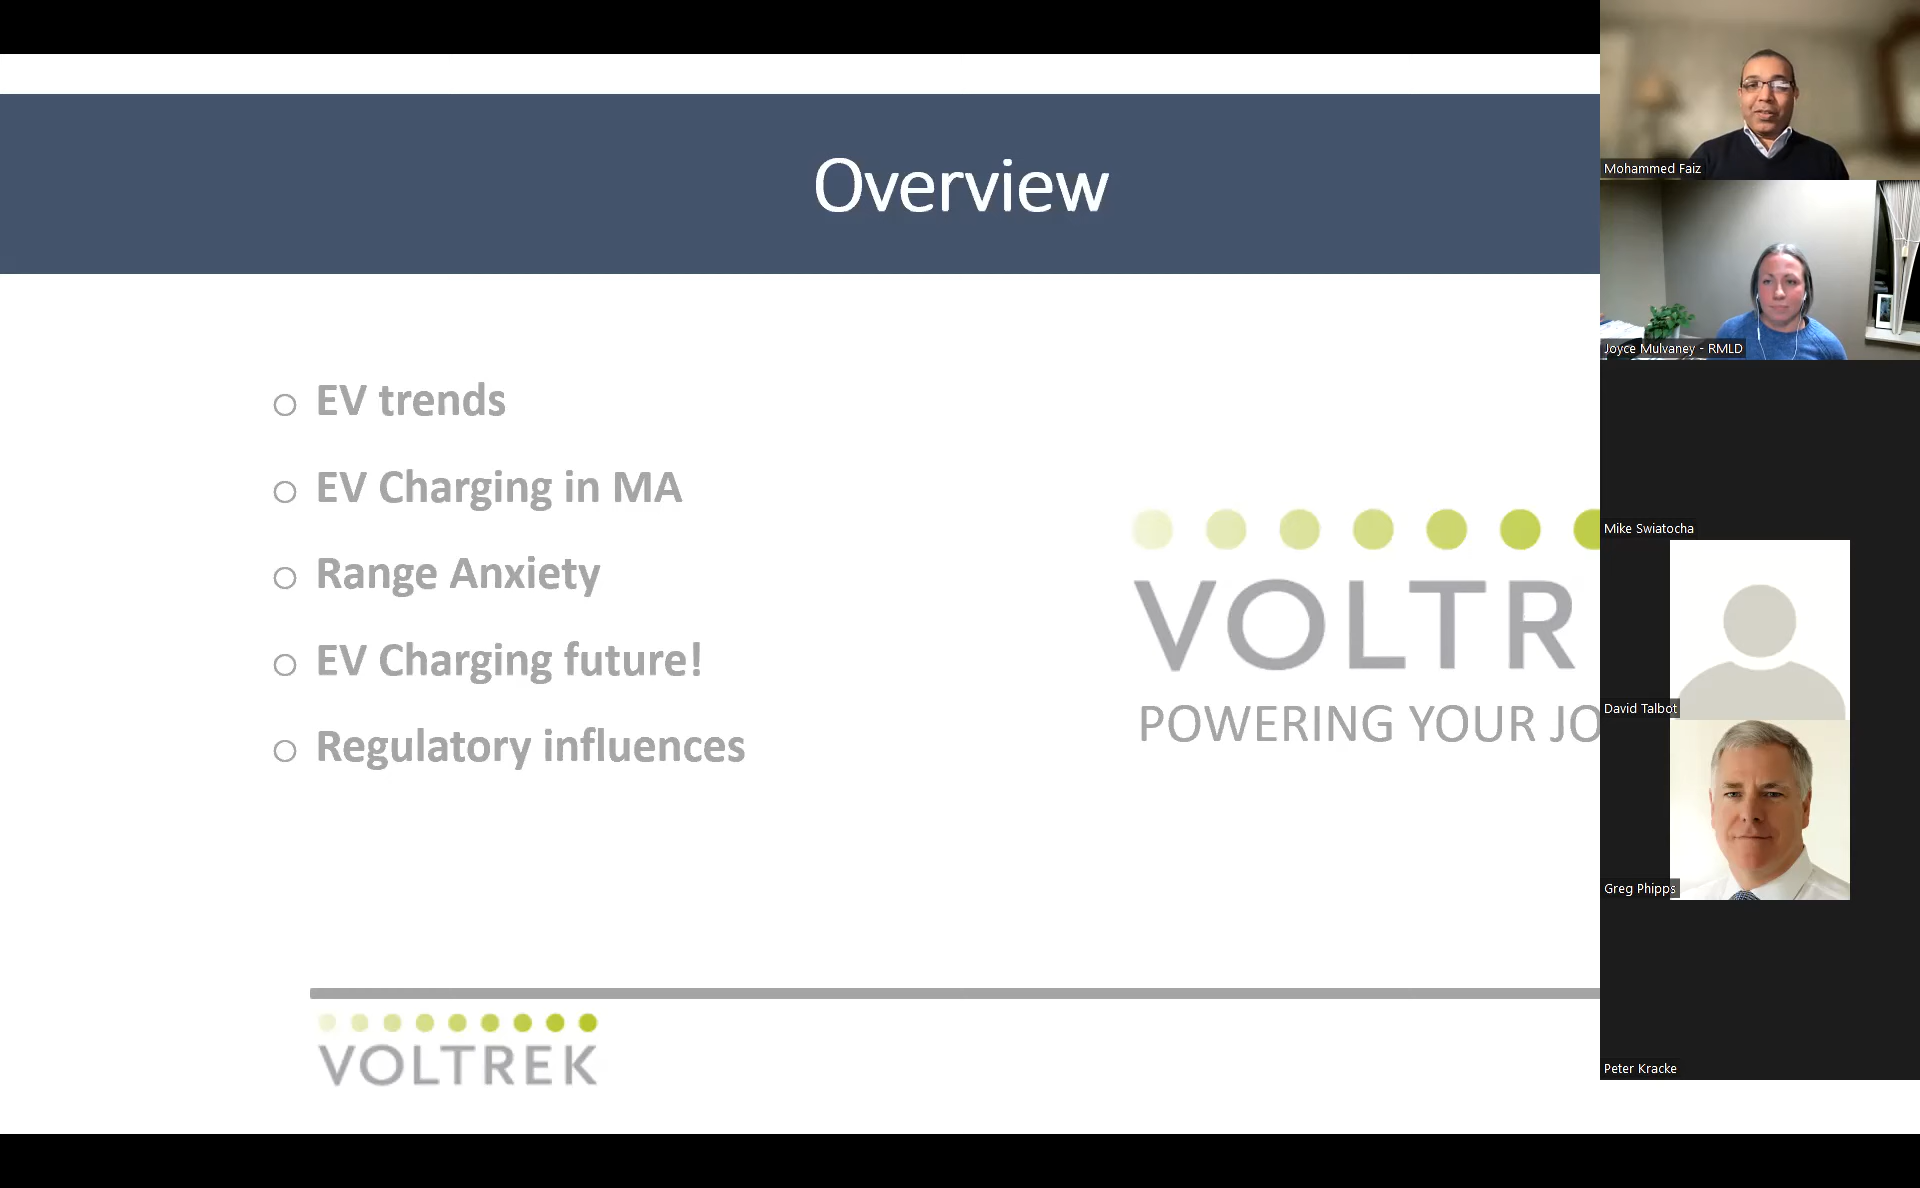 Overview
EV trends
EV Charging in MA
Range Anxiety
EV Charging future!
Regulatory influences
VOLTR
POWERING YOUR JO
VOLTREK
Mohammed Faiz
Joyce Mulvaney - RMLD
Mike Swiatocha
David Talbot
Greg Phipps
Peter Kracke